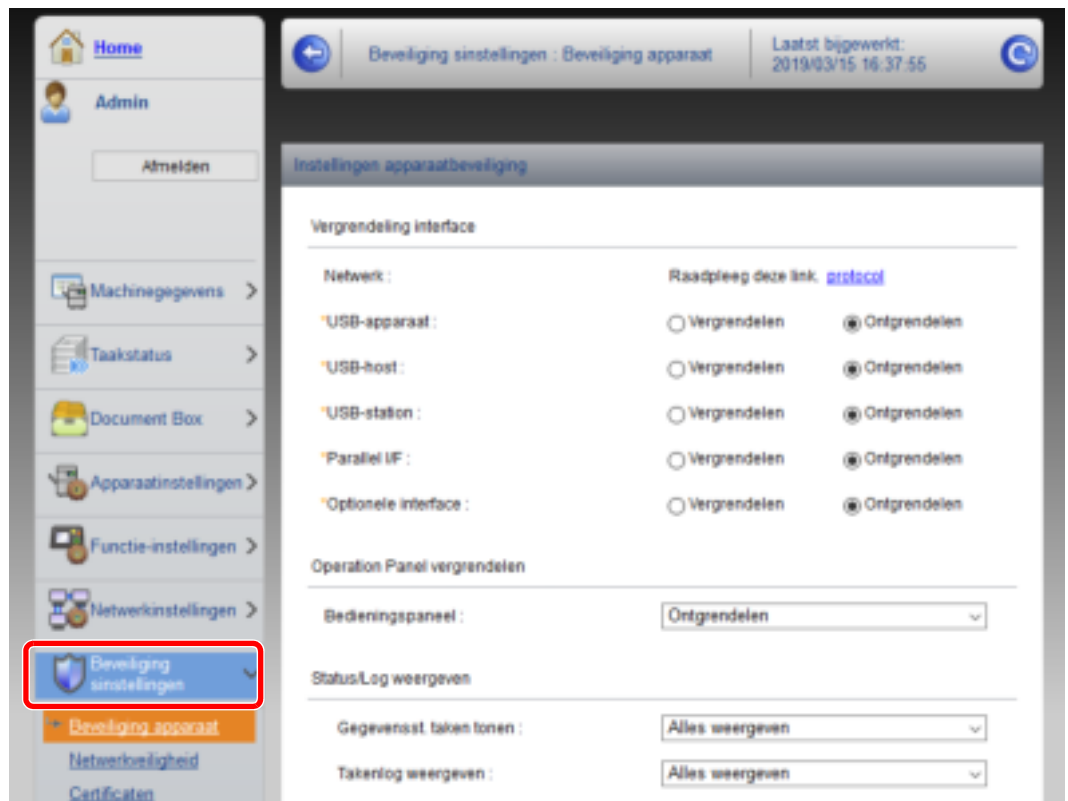 Home
Admin
Afmelden
Machinegegevens
Taakstatus
Document Box
Apparaatinstellingen
Functie-instellingen
Netwerkinstellingen
Beveiliging
sinstellingen
Beveiliging apparaat
Netwerkveiligheid
Certificaten
Beveiliging sinstellingen : Beveiliging apparaat
Laatst bijgewerkt:
2019/03/15 16:37:55
Instellingen apparaatbeveiliging
Vergrendeling interface
Netwerk : Raadpleeg deze link. protocol
*USB-apparaat : Vergrendelen Ontgrendelen
*USB-host : Vergrendelen Ontgrendelen
*USB-station : Vergrendelen Ontgrendelen
*Parallel I/F : Vergrendelen Ontgrendelen
*Optionele interface : Vergrendelen Ontgrendelen
Operation Panel vergrendelen
Bedieningspaneel : Ontgrendelen
Status/Log weergeven
Gegevensst. taken tonen : Alles weergeven
Takenlog weergeven : Alles weergeven